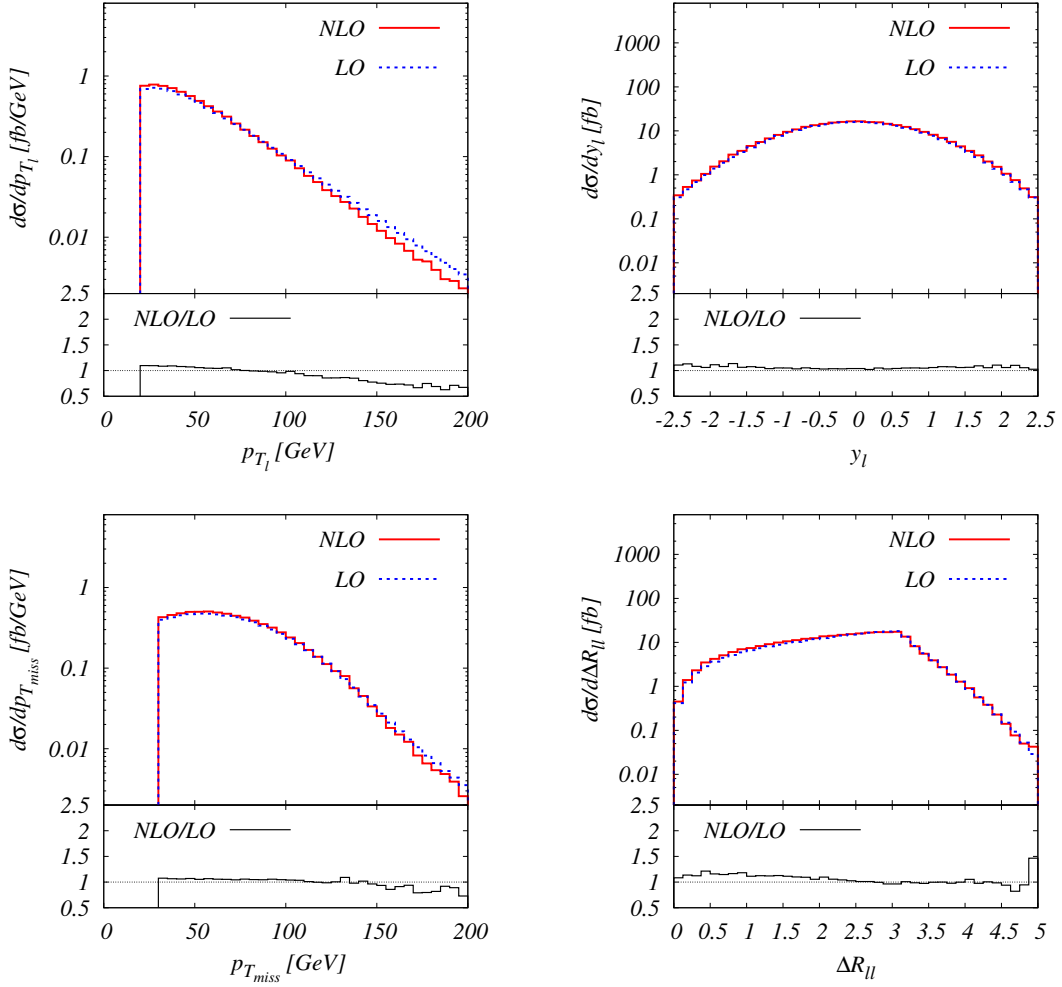 NLO
LO
1
0.1
0.01
dσ/dp_{T_l} [fb/GeV]
NLO/LO
2.5
2
1.5
1
0.5
0 50 100 150 200
p_{T_l} [GeV]
NLO
LO
1000
100
10
1
0.1
0.01
dσ/dy_l [fb]
NLO/LO
-2.5 -2 -1.5 -1 -0.5 0 0.5 1 1.5 2 2.5
y_l
2.5
2
1.5
1
0.5
NLO
LO
1
0.1
0.01
dσ/dp_{T_{miss}} [fb/GeV]
NLO/LO
2.5
2
1.5
1
0.5
0 50 100 150 200
p_{T_{miss}} [GeV]
NLO
LO
1000
100
10
1
0.1
0.01
dσ/dΔR_{ll} [fb]
NLO/LO
2.5
2
1.5
1
0.5
0 0.5 1 1.5 2 2.5 3 3.5 4 4.5 5
ΔR_{ll}